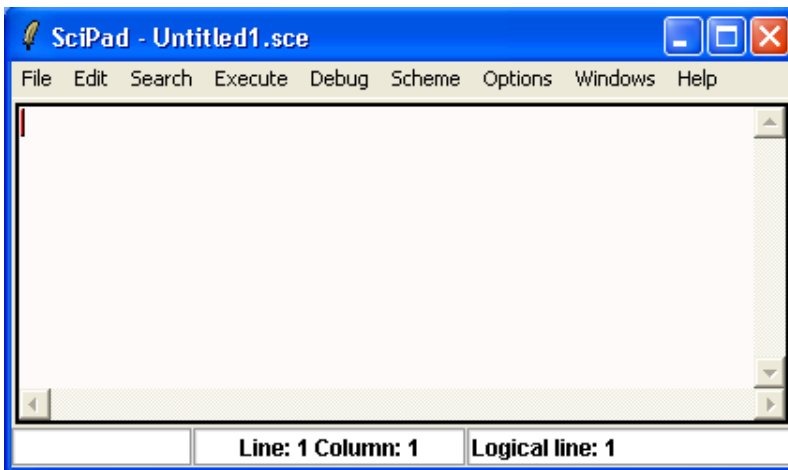 SciPad - Untitled1.sce
File Edit Search Execute Debug Scheme Options Windows Help
Line: 1 Column: 1 Logical line: 1